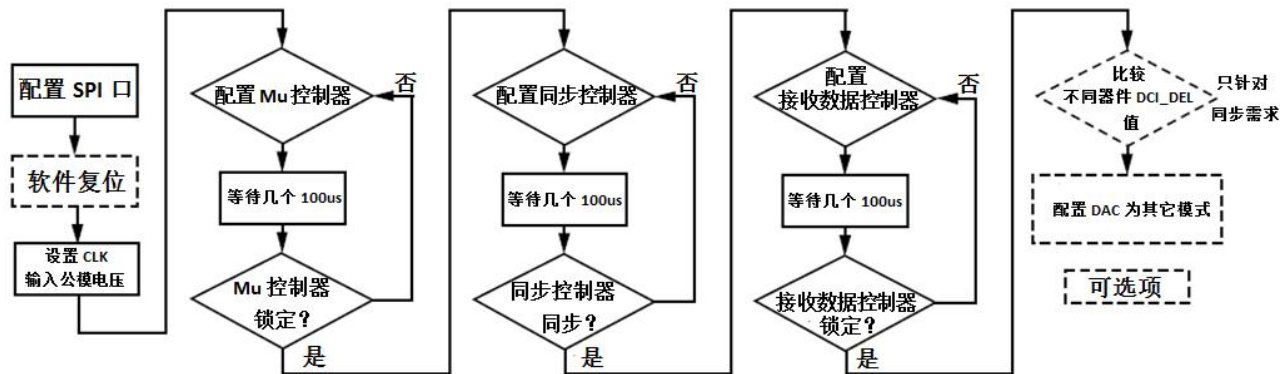 配置 SPI 口
软件复位
设置 CLK
输入公模电压
配置 Mu 控制器
否
等待几个 100us
Mu 控制器
锁定？
是
配置同步控制器
否
等待几个 100us
同步控制器
同步？
是
配置
接收数据控制器
否
等待几个 100us
接收数据控制器
锁定？
是
比较
不同器件 DCI_DEL
值
只针对
同步需求
配置 DAC 为其它模式
可选项